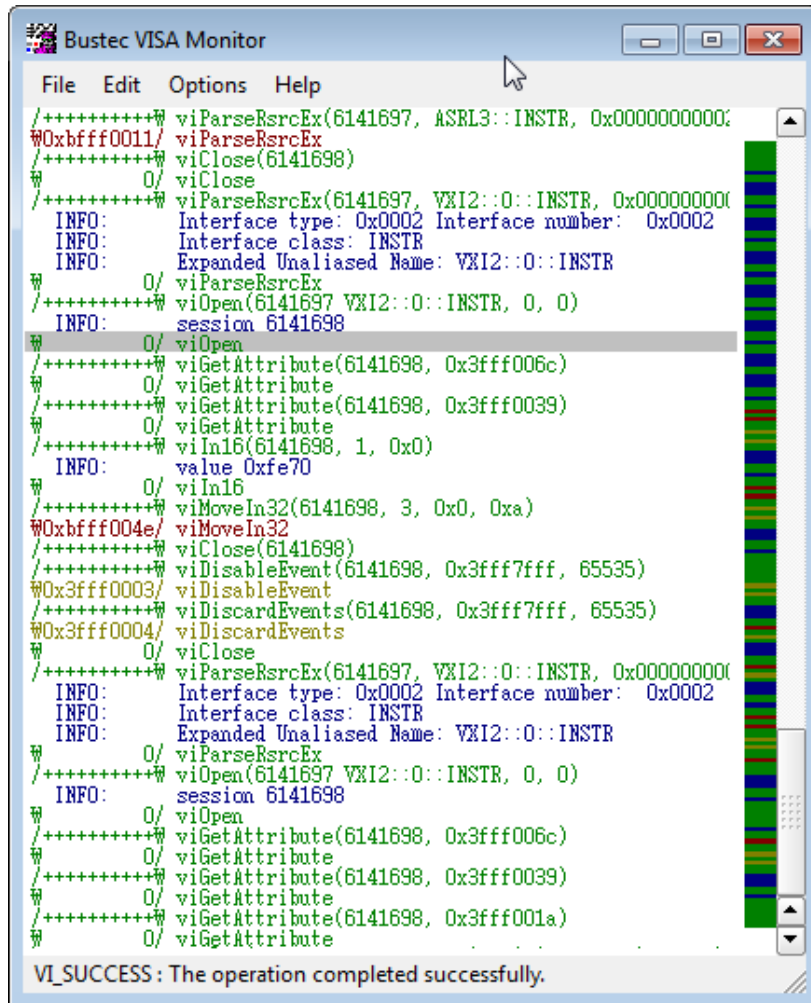 Bustec VISA Monitor
File Edit Options Help
/++++++++++₩ viParseRsrcEx(6141697, ASRL3::INSTR, 0x0000000000
₩0xbfff0011/ viParseRsrcEx
/++++++++++₩ viClose(6141698)
₩ 0/ viClose
/++++++++++₩ viParseRsrcEx(6141697, VXI2::0::INSTR, 0x000000000
INFO: Interface type: 0x0002 Interface number: 0x0002
INFO: Interface class: INSTR
INFO: Expanded Unaliased Name: VXI2::0::INSTR
₩ 0/ viParseRsrcEx
/++++++++++₩ viOpen(6141697 VXI2::0::INSTR, 0, 0)
INFO: session 6141698
₩ 0/ viOpen
/++++++++++₩ viGetAttribute(6141698, 0x3fff006c)
₩ 0/ viGetAttribute
/++++++++++₩ viGetAttribute(6141698, 0x3fff0039)
₩ 0/ viGetAttribute
/++++++++++₩ viIn16(6141698, 1, 0x0)
INFO: value 0xfe70
₩ 0/ viIn16
/++++++++++₩ viMoveIn32(6141698, 3, 0x0, 0xa)
₩0xbfff004e/ viMoveIn32
/++++++++++₩ viClose(6141698)
/++++++++++₩ viDisableEvent(6141698, 0x3fff7fff, 65535)
₩0x3fff0003/ viDisableEvent
/++++++++++₩ viDiscardEvents(6141698, 0x3fff7fff, 65535)
₩0x3fff0004/ viDiscardEvents
₩ 0/ viClose
/++++++++++₩ viParseRsrcEx(6141697, VXI2::0::INSTR, 0x000000000
INFO: Interface type: 0x0002 Interface number: 0x0002
INFO: Interface class: INSTR
INFO: Expanded Unaliased Name: VXI2::0::INSTR
₩ 0/ viParseRsrcEx
/++++++++++₩ viOpen(6141697 VXI2::0::INSTR, 0, 0)
INFO: session 6141698
₩ 0/ viOpen
/++++++++++₩ viGetAttribute(6141698, 0x3fff006c)
₩ 0/ viGetAttribute
/++++++++++₩ viGetAttribute(6141698, 0x3fff0039)
₩ 0/ viGetAttribute
/++++++++++₩ viGetAttribute(6141698, 0x3fff001a)
₩ 0/ viGetAttribute
VI_SUCCESS : The operation completed successfully.